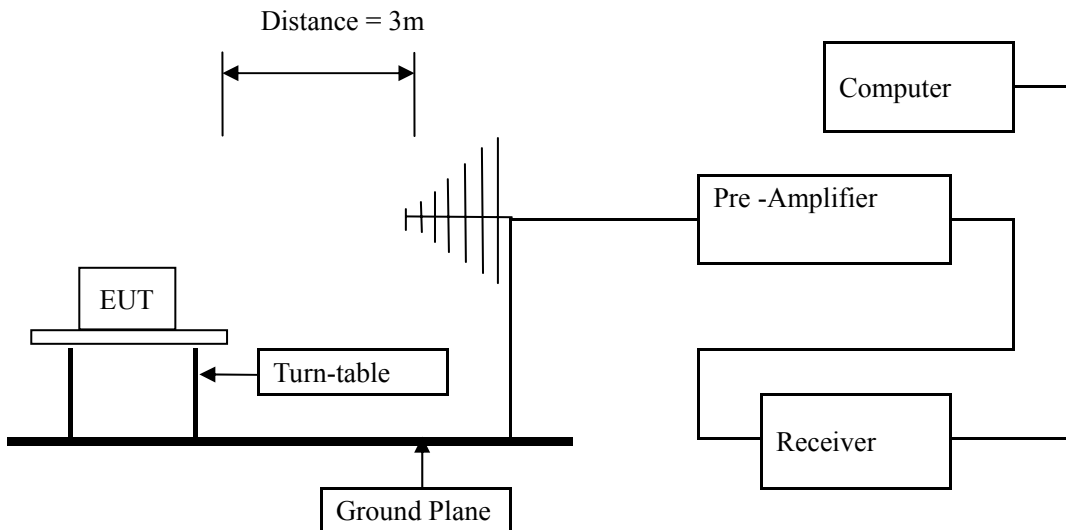 Distance = 3m
Computer
Pre -Amplifier
EUT
Turn-table
Receiver
Ground Plane